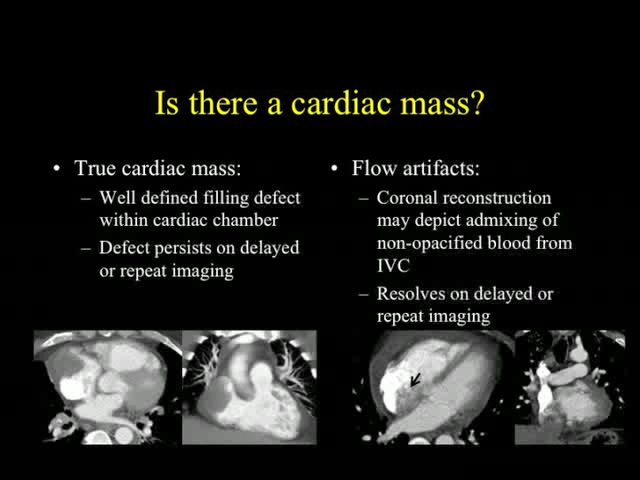 Is there a cardiac mass?
• True cardiac mass:
– Well defined filling defect
within cardiac chamber
– Defect persists on delayed
or repeat imaging
• Flow artifacts:
– Coronal reconstruction
may depict admixing of
non-opacified blood from
IVC
– Resolves on delayed or
repeat imaging